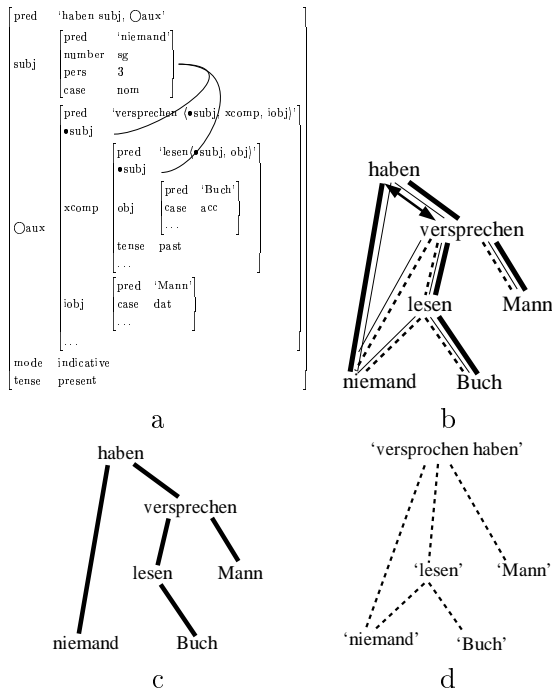 pred ‘haben subj, ◯aux’
subj
pred ‘niemand’
number sg
pers 3
case nom
◯aux
pred ‘versprechen ⟨•subj, xcomp, iobj⟩’
•subj
xcomp
pred ‘lesen⟨•subj, obj⟩’
•subj
obj
pred ‘Buch’
case acc
...
tense past
...
iobj
pred ‘Mann’
case dat
...
...
mode indicative
tense present
a
haben
versprechen
lesen Mann
niemand Buch
b
haben
versprechen
lesen Mann
niemand Buch
c
‘versprochen haben’
‘lesen’ ‘Mann’
‘niemand’ ‘Buch’
d